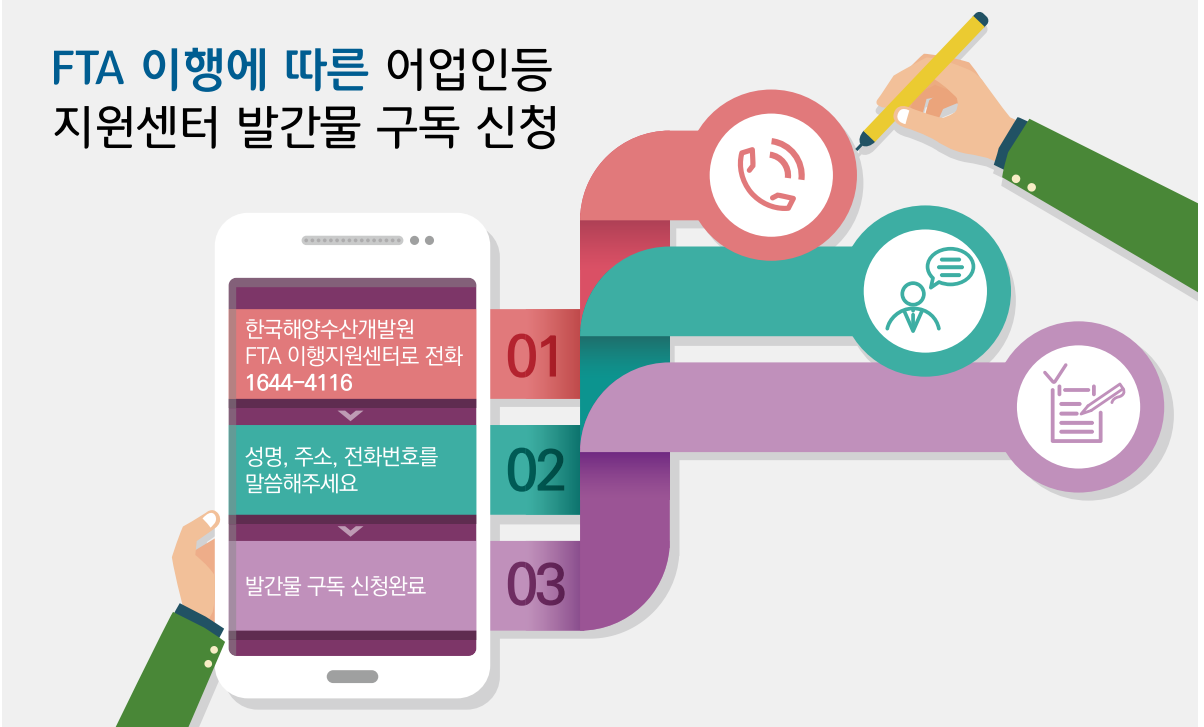 FTA 이행에 따른 어업인등
지원센터 발간물 구독 신청
한국해양수산개발원
FTA 이행지원센터로 전화
1644-4116
01
성명, 주소, 전화번호를
말씀해주세요
02
발간물 구독 신청완료
03